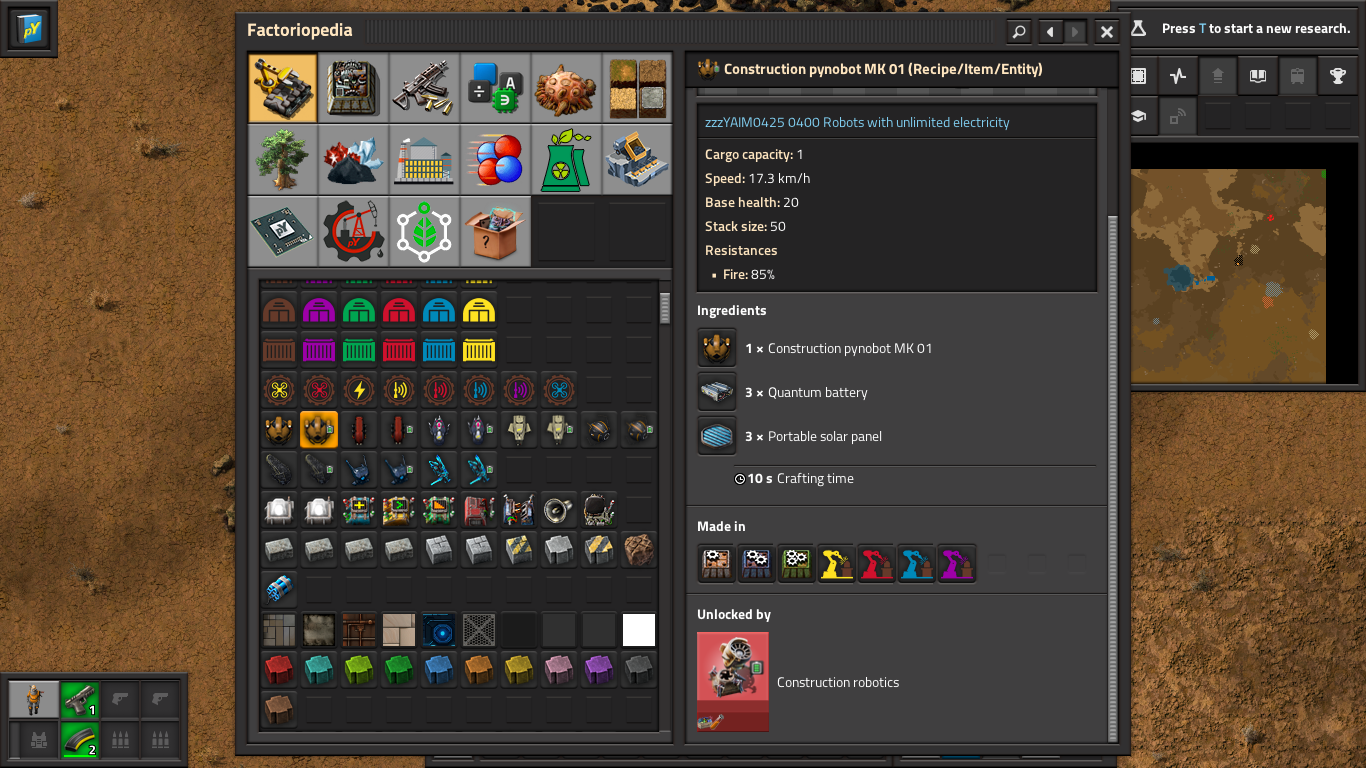 pY
Factoriopedia
Press T to start a new research.
÷
A
Construction pynobot MK 01 (Recipe/Item/Entity)
zzzYAIM0425 0400 Robots with unlimited electricity
Cargo capacity: 1
Speed: 17.3 km/h
Base health: 20
Stack size: 50
Resistances
Fire: 85%
pY
pY
?
Ingredients
1 × Construction pynobot MK 01
3 × Quantum battery
3 × Portable solar panel
10 s Crafting time
Made in
Unlocked by
Construction robotics
1
2